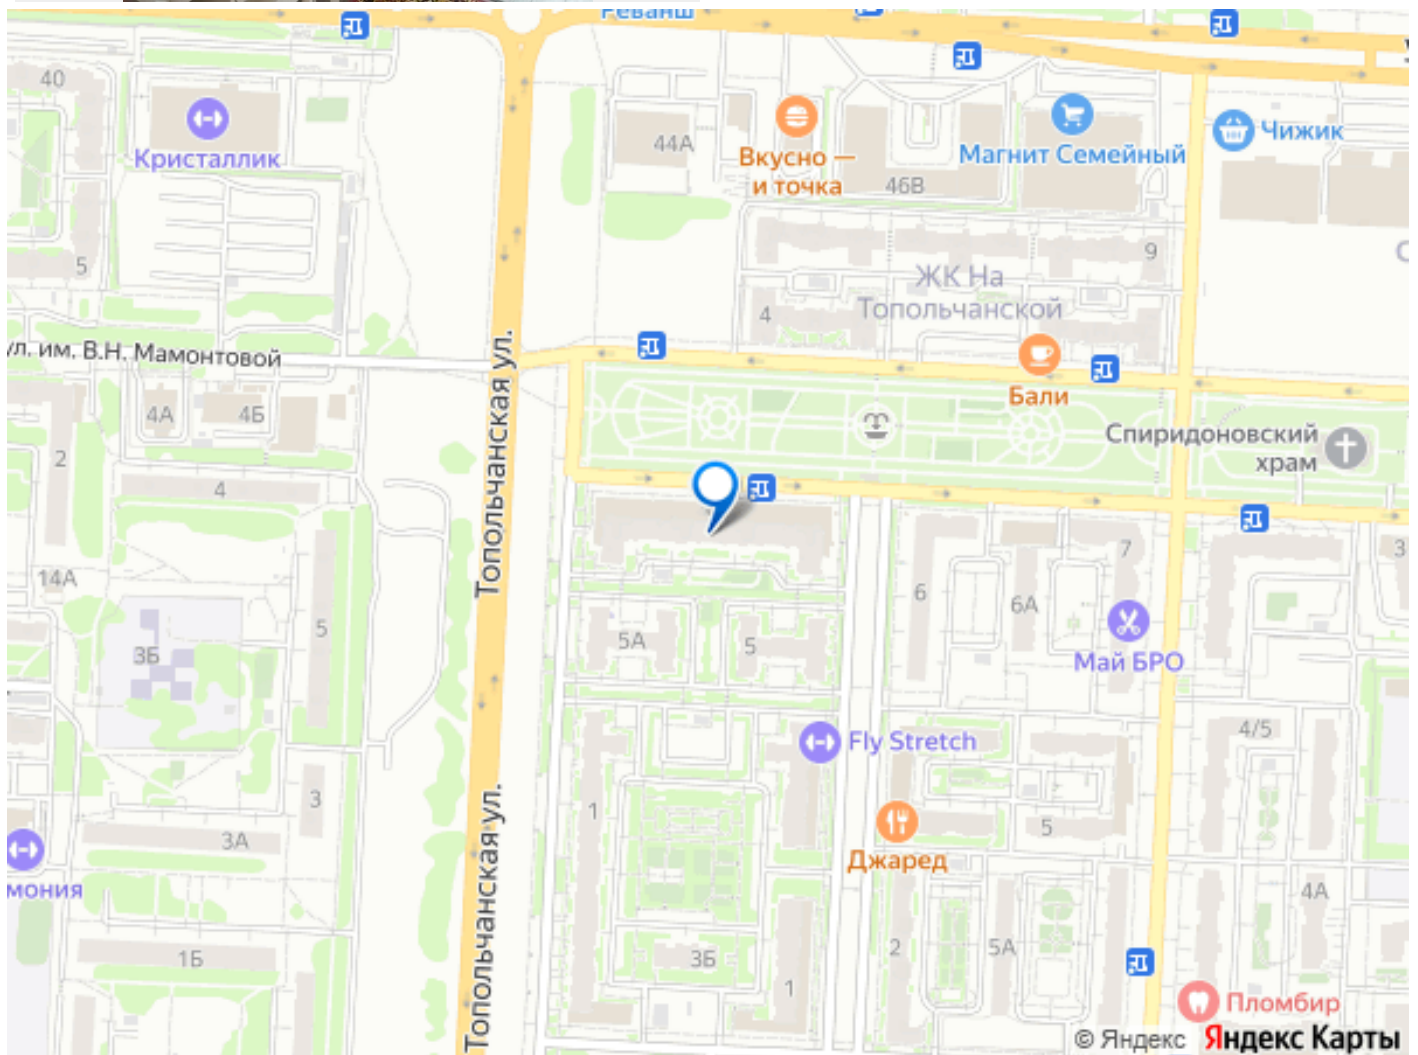 Реванш
40
Кристаллик
44А
Вкусно —
и точка
46В
Магнит Семейный
Чижик
5
9
ЖК На
Топольчанской
4
ул. им. В.Н. Мамонтовой
Топольчанская ул.
Бали
4А
4Б
2
4
Спиридоновский
храм
14А
3Б
5
5А
5
6
6А
7
3
Май БРО
Fly Stretch
4/5
3
3А
1
Джаред
5
мония
Топольчанская ул.
4А
1Б
3Б
1
2
5А
Пломбир
© Яндекс Яндекс Карты